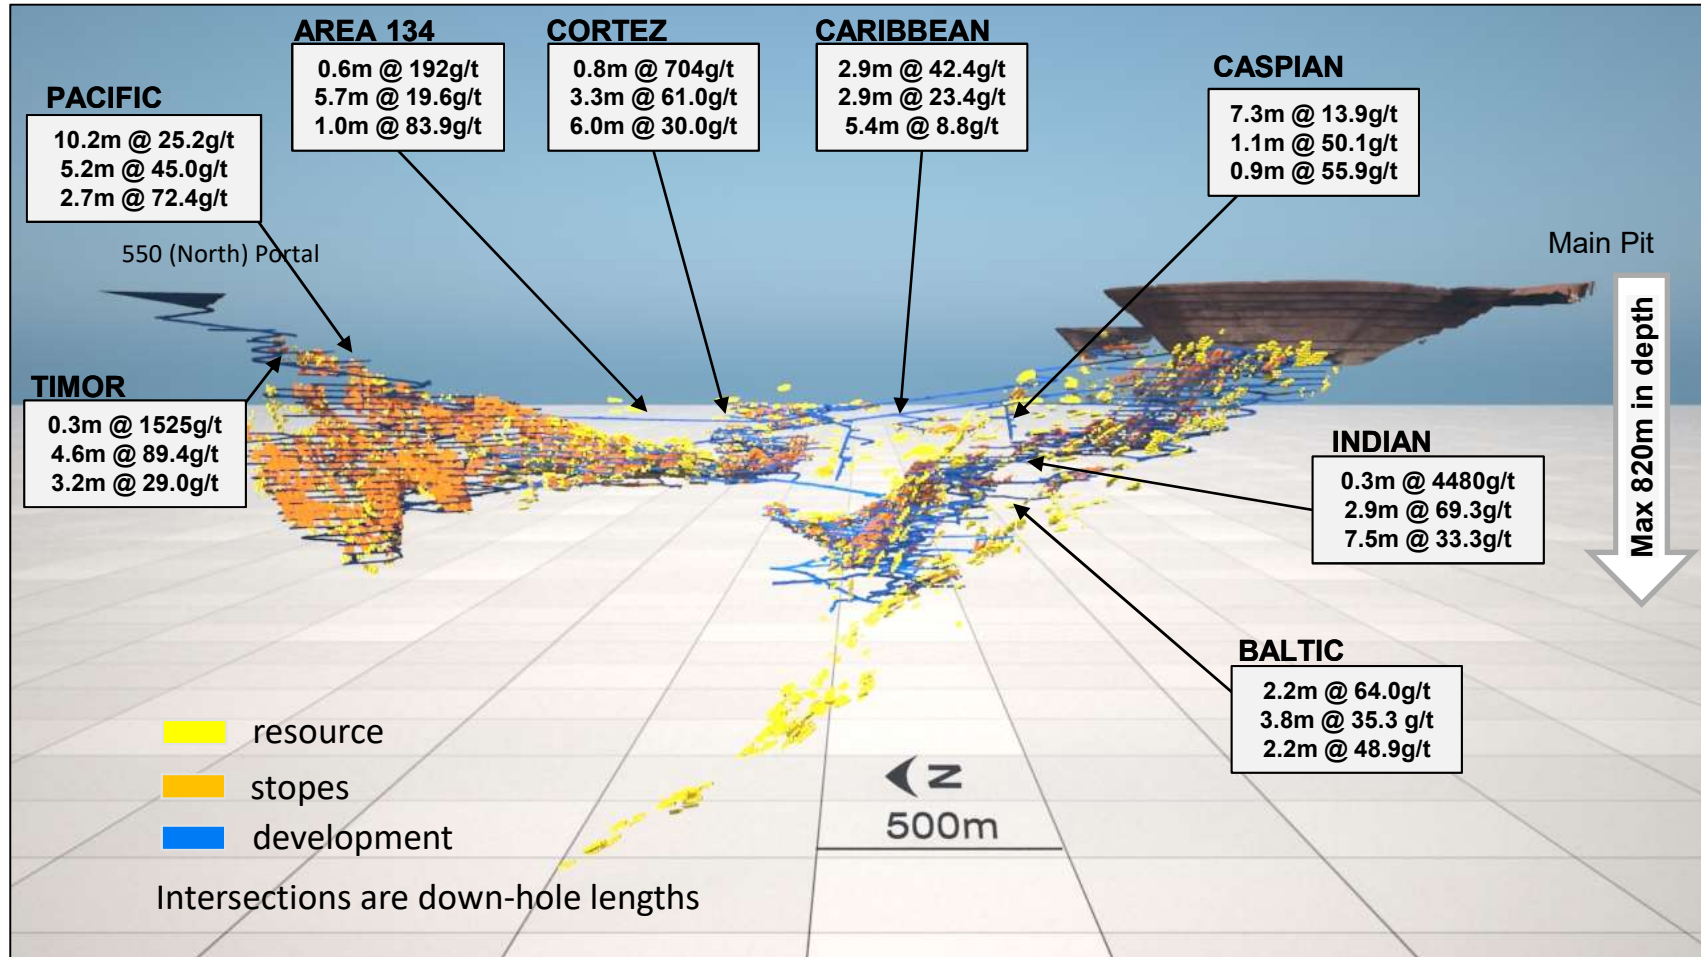 AREA 134
0.6m @ 192g/t
5.7m @ 19.6g/t
1.0m @ 83.9g/t
CORTEZ
0.8m @ 704g/t
3.3m @ 61.0g/t
6.0m @ 30.0g/t
CARIBBEAN
2.9m @ 42.4g/t
2.9m @ 23.4g/t
5.4m @ 8.8g/t
CASPIAN
7.3m @ 13.9g/t
1.1m @ 50.1g/t
0.9m @ 55.9g/t
PACIFIC
10.2m @ 25.2g/t
5.2m @ 45.0g/t
2.7m @ 72.4g/t
550 (North) Portal
Main Pit
Max 820m in depth
TIMOR
0.3m @ 1525g/t
4.6m @ 89.4g/t
3.2m @ 29.0g/t
INDIAN
0.3m @ 4480g/t
2.9m @ 69.3g/t
7.5m @ 33.3g/t
BALTIC
2.2m @ 64.0g/t
3.8m @ 35.3 g/t
2.2m @ 48.9g/t
resource
stopes
development
Intersections are down-hole lengths
N
500m